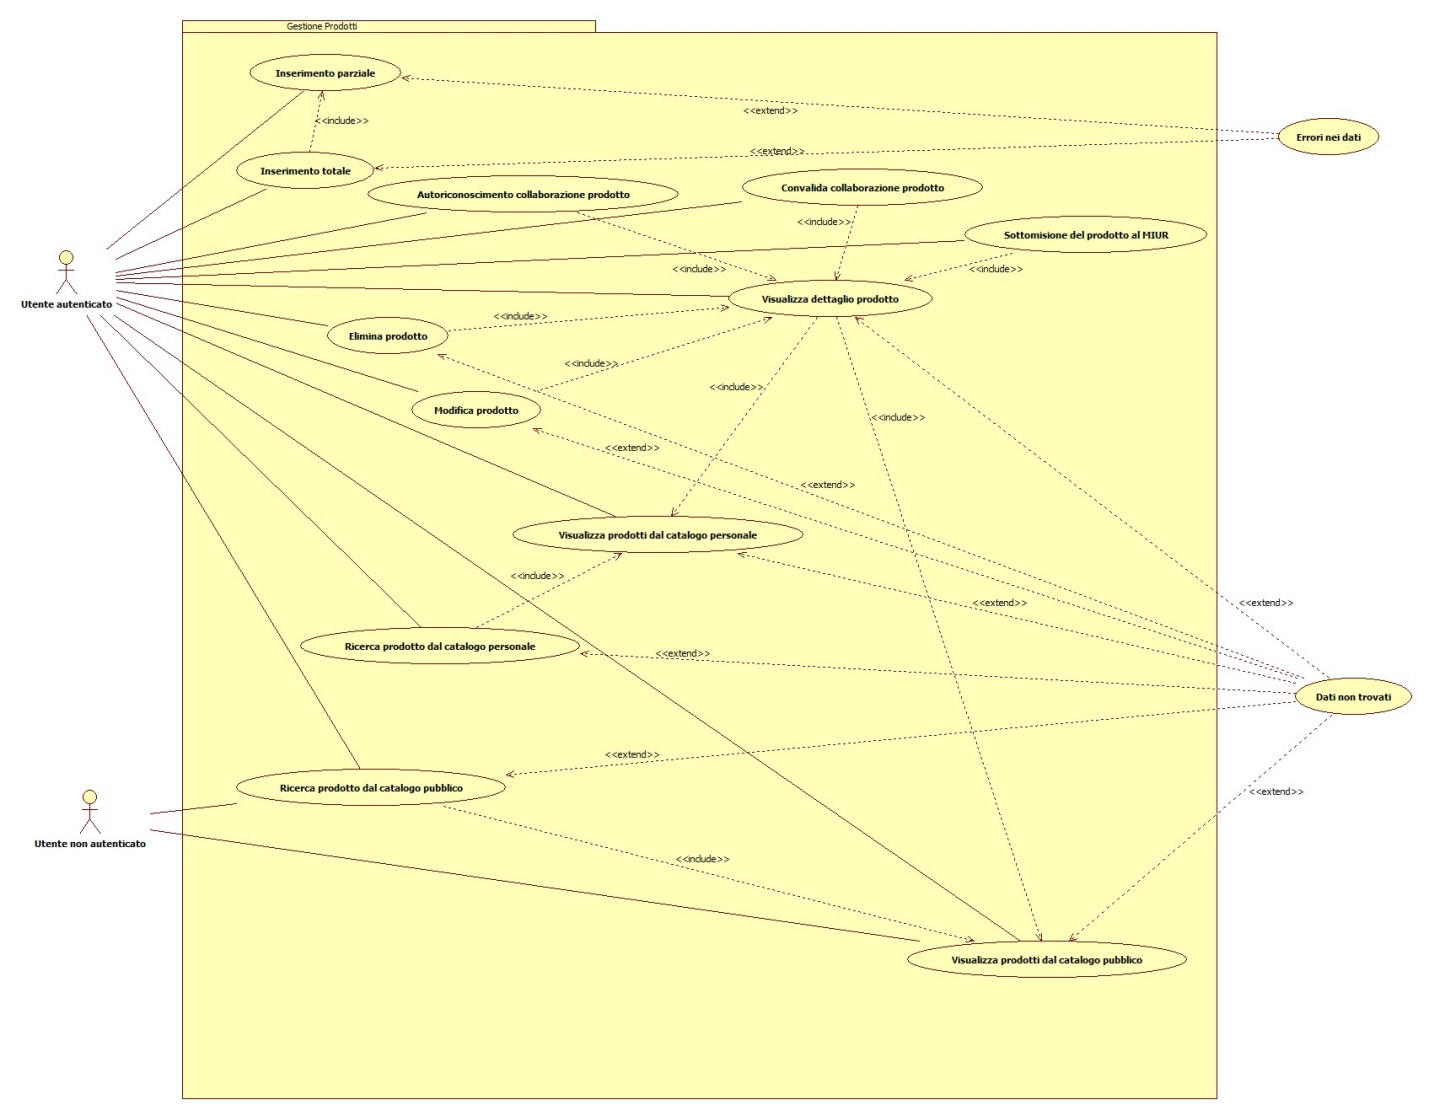 Gestione Prodotti
Inserimento parziale
<<extend>>
<<include>>
Errori nei dati
<<extend>>
Inserimento totale
Autoriconoscimento collaborazione prodotto
Convalida collaborazione prodotto
<<include>>
Sottomisione del prodotto al MIUR
<<include>>
<<include>>
Utente autenticato
Visualizza dettaglio prodotto
<<include>>
Elimina prodotto
<<include>>
<<include>>
Modifica prodotto
<<include>>
<<extend>>
<<extend>>
Visualizza prodotti dal catalogo personale
<<include>>
<<extend>>
<<extend>>
Ricerca prodotto dal catalogo personale
<<extend>>
Dati non trovati
<<extend>>
Ricerca prodotto dal catalogo pubblico
<<extend>>
Utente non autenticato
<<include>>
Visualizza prodotti dal catalogo pubblico